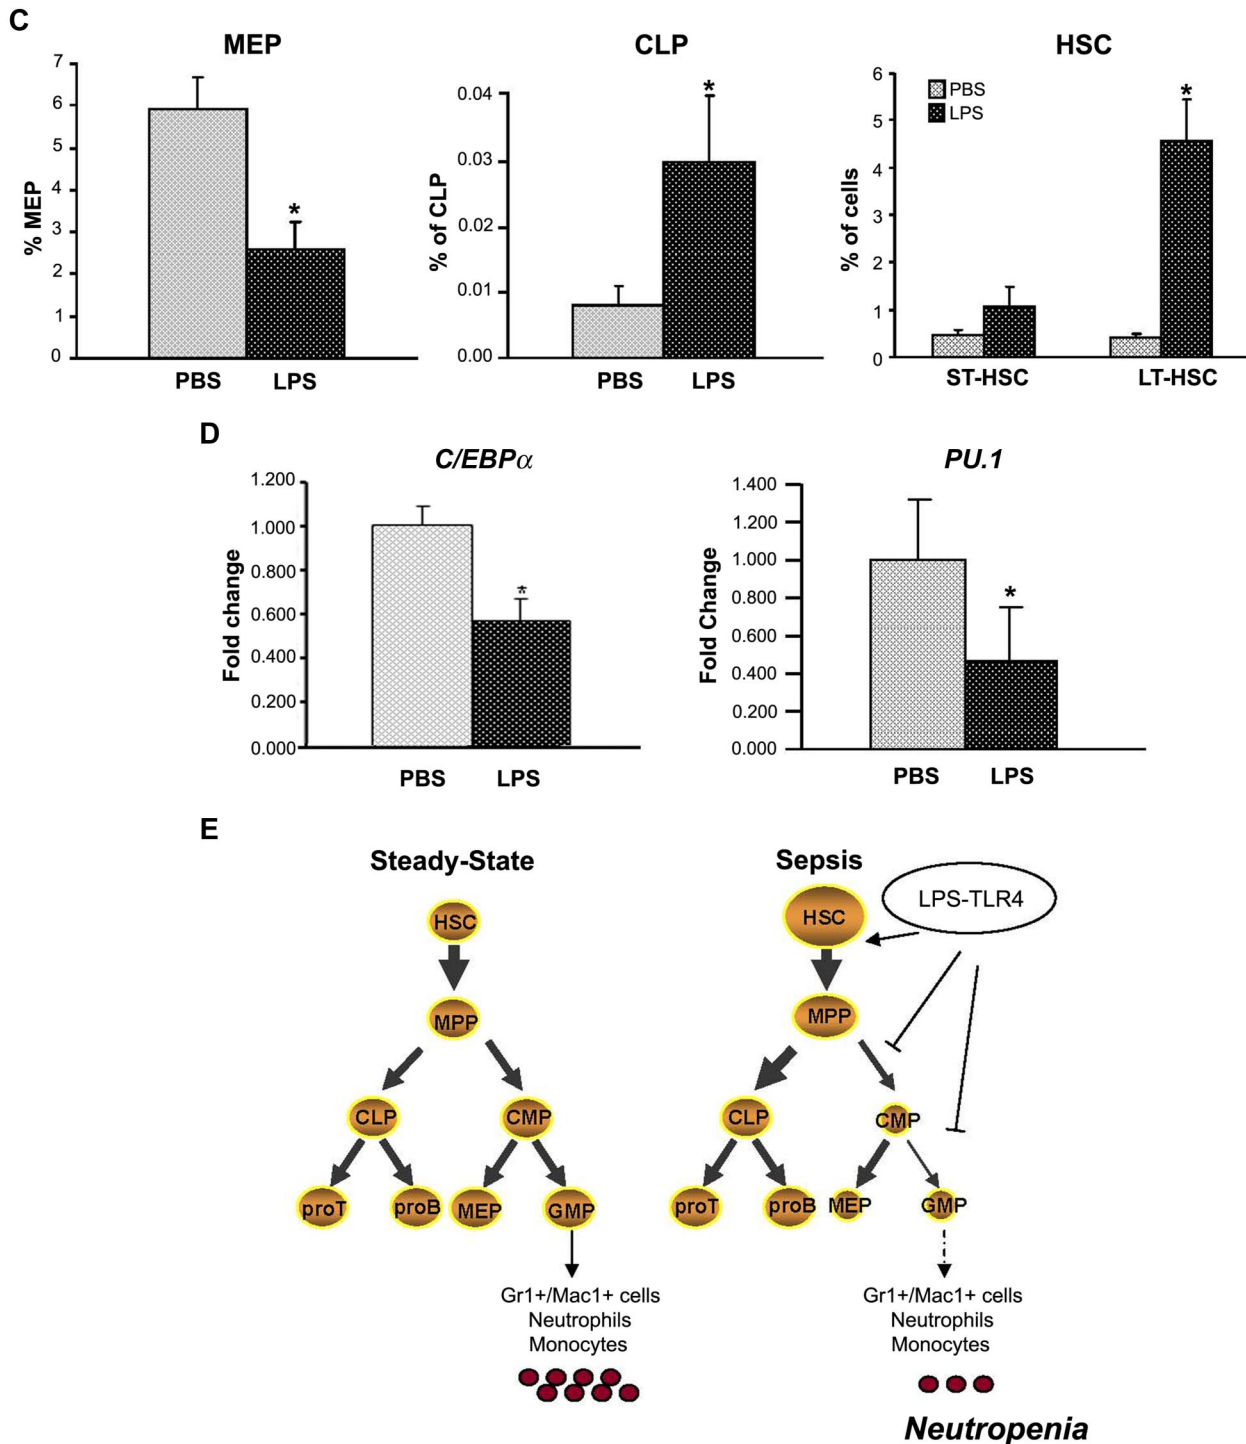 C
MEP
7
6
5
4
3
2
1
0
% MEP
*
PBS LPS
CLP
0.04
0.03
0.02
0.01
0.00
% of CLP
*
PBS LPS
HSC
6
5
4
3
2
1
0
% of cells
PBS
LPS
*
ST-HSC LT-HSC
D
C/EBPα
1.200
1.000
0.800
0.600
0.400
0.200
0.000
Fold change
*
PBS LPS
PU.1
1.400
1.200
1.000
0.800
0.600
0.400
0.200
0.000
Fold Change
*
PBS LPS
E
Steady-State
HSC
MPP
CLP CMP
proT proB MEP GMP
Gr1+/Mac1+ cells
Neutrophils
Monocytes
Sepsis
LPS-TLR4
HSC
MPP
CLP CMP
proT proB MEP GMP
Gr1+/Mac1+ cells
Neutrophils
Monocytes
Neutropenia